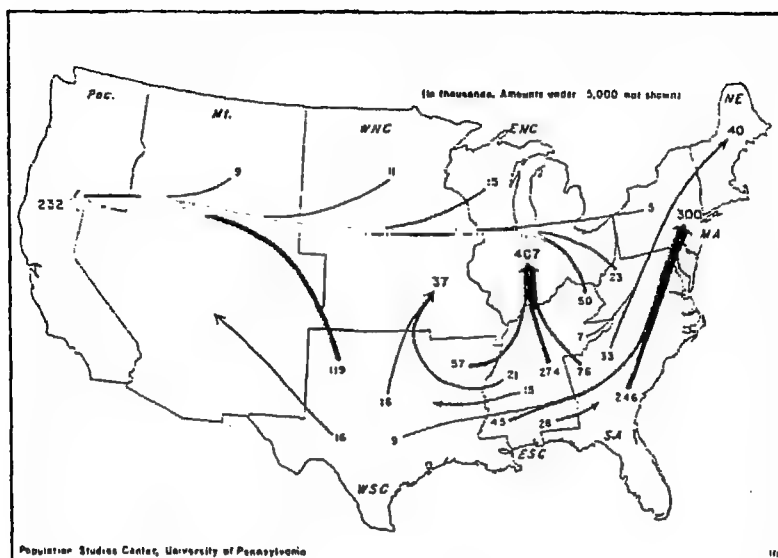 Pac.
Mt.
WNC
(In thousands. Amounts under 5,000 not shown)
ENC
NE
40
9
11
15
5
232
300
MA
407
23
37
50
7
57
119
21
274
76
33
16
15
246
45
28
16
9
SA
ESC
WSC
Population Studies Center, University of Pennsylvania